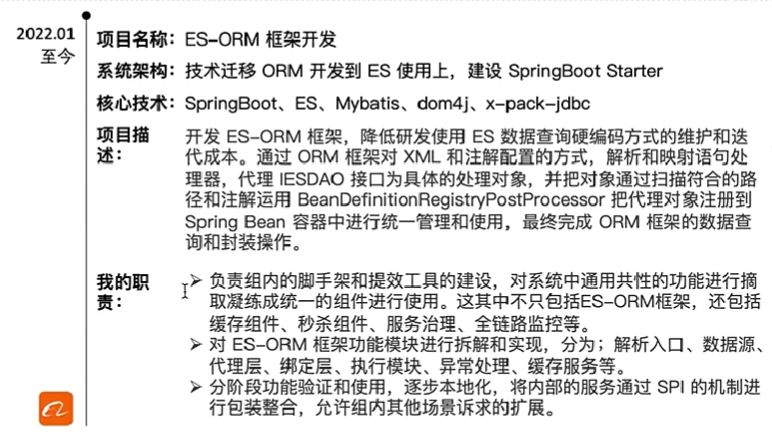 2022.01
至今
项目名称：ES-ORM 框架开发
系统架构：技术迁移 ORM 开发到 ES 使用上，建设 SpringBoot Starter
核心技术：SpringBoot、ES、Mybatis、dom4j、x-pack-jdbc
项目描述：
开发 ES-ORM 框架，降低研发使用 ES 数据查询硬编码方式的维护和迭
代成本。通过 ORM 框架对 XML 和注解配置的方式，解析和映射语句处
理器，代理 IESDAO 接口为具体的处理对象，并把对象通过扫描符合的路
径和注解运用 BeanDefinitionRegistryPostProcessor 把代理对象注册到
Spring Bean 容器中进行统一管理和使用，最终完成 ORM 框架的数据查
询和封装操作。
我的职责：
➢ 负责组内的脚手架和提效工具的建设，对系统中通用共性的功能进行摘
取凝练成统一的组件进行使用。这其中不只包括ES-ORM框架，还包括
缓存组件、秒杀组件、服务治理、全链路监控等。
➢ 对 ES-ORM 框架功能模块进行拆解和实现，分为；解析入口、数据源、
代理层、绑定层、执行模块、异常处理、缓存服务等。
➢ 分阶段功能验证和使用，逐步本地化，将内部的服务通过 SPI 的机制进
行包装整合，允许组内其他场景诉求的扩展。